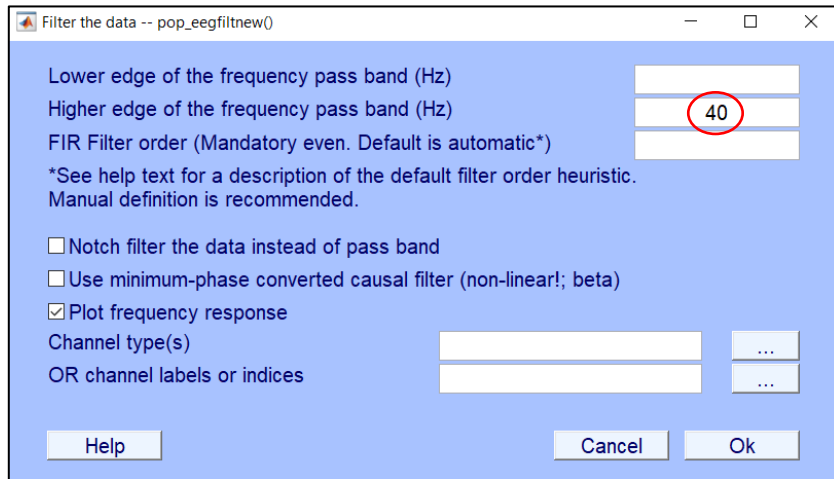 Filter the data -- pop_eegfiltnew()
Lower edge of the frequency pass band (Hz)
Higher edge of the frequency pass band (Hz) 40
FIR Filter order (Mandatory even. Default is automatic*)
*See help text for a description of the default filter order heuristic.
Manual definition is recommended.
Notch filter the data instead of pass band
Use minimum-phase converted causal filter (non-linear!; beta)
Plot frequency response
Channel type(s) ...
OR channel labels or indices ...
Help Cancel Ok